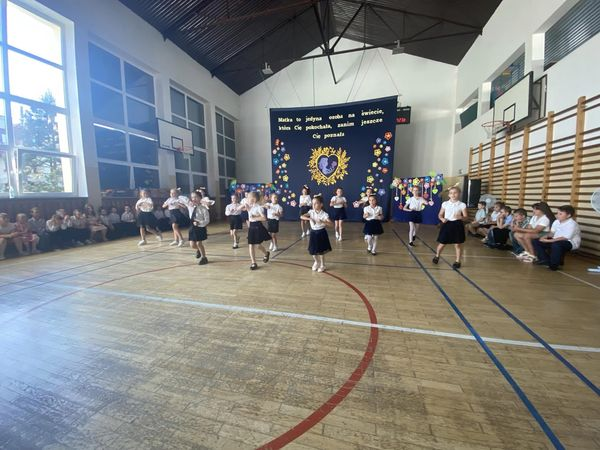 Matka to jedyna osoba na świecie,
która Cię pokochała, zanim jeszcze
Cię poznała